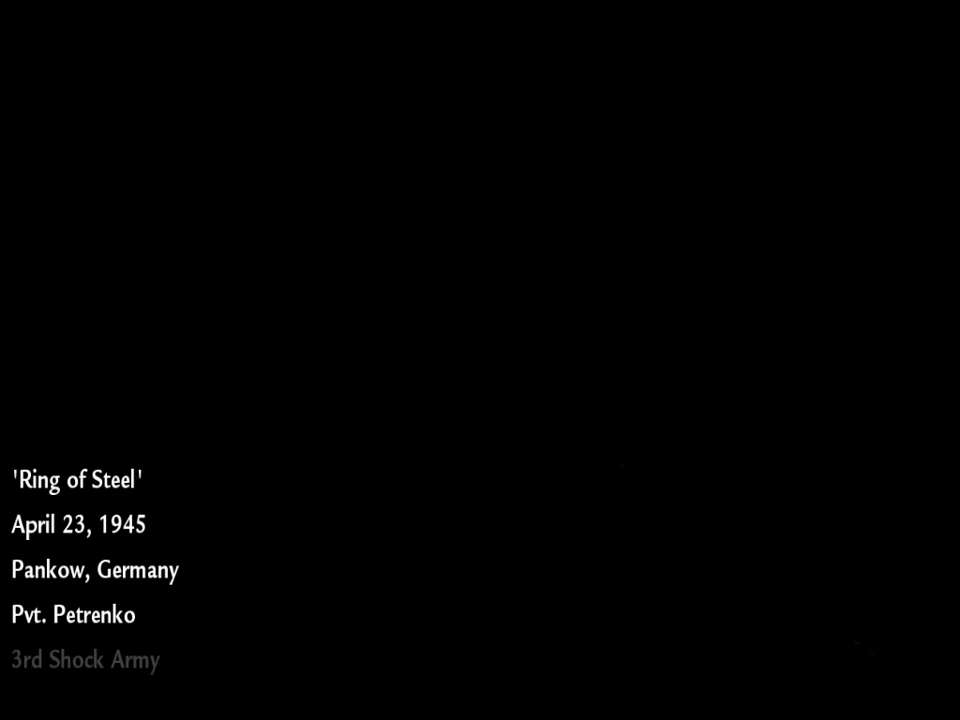 'Ring of Steel'
April 23, 1945
Pankow, Germany
Pvt. Petrenko
3rd Shock Army